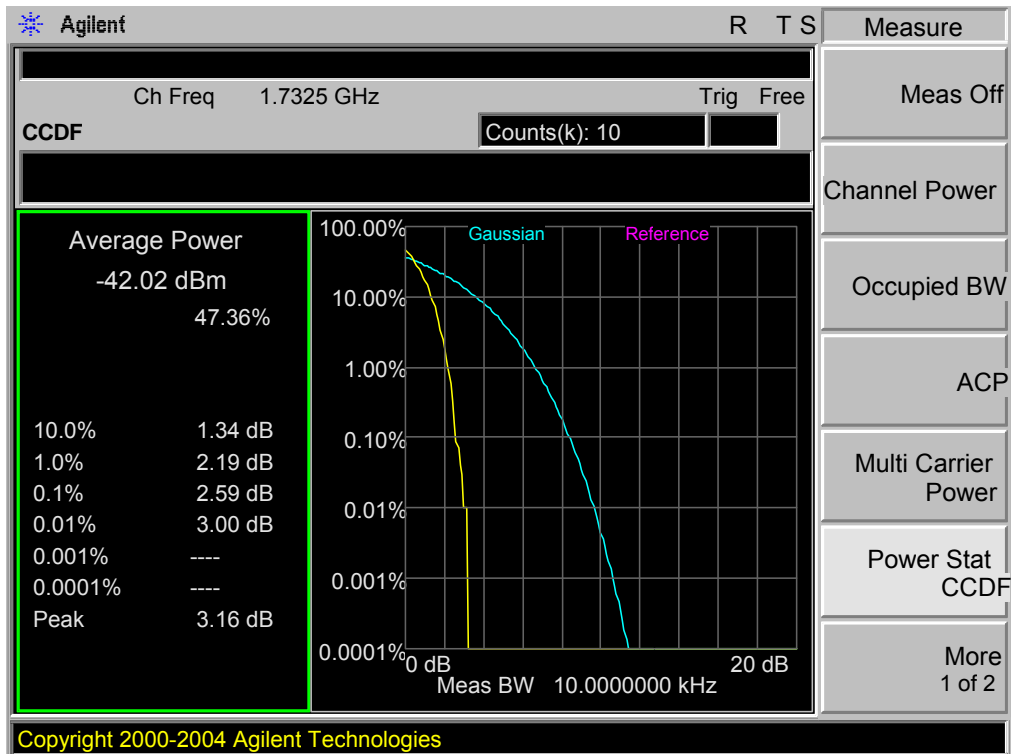 Agilent R T S Measure
Ch Freq 1.7325 GHz Trig Free
CCDF Counts(k): 10
Average Power
-42.02 dBm
47.36%
10.0% 1.34 dB
1.0% 2.19 dB
0.1% 2.59 dB
0.01% 3.00 dB
0.001% ----
0.0001% ----
Peak 3.16 dB
Gaussian Reference
100.00%
10.00%
1.00%
0.10%
0.01%
0.001%
0.0001%
0 dB 20 dB
Meas BW 10.0000000 kHz
Meas Off
Channel Power
Occupied BW
ACP
Multi Carrier
Power
Power Stat
CCDF
More
1 of 2
Copyright 2000-2004 Agilent Technologies